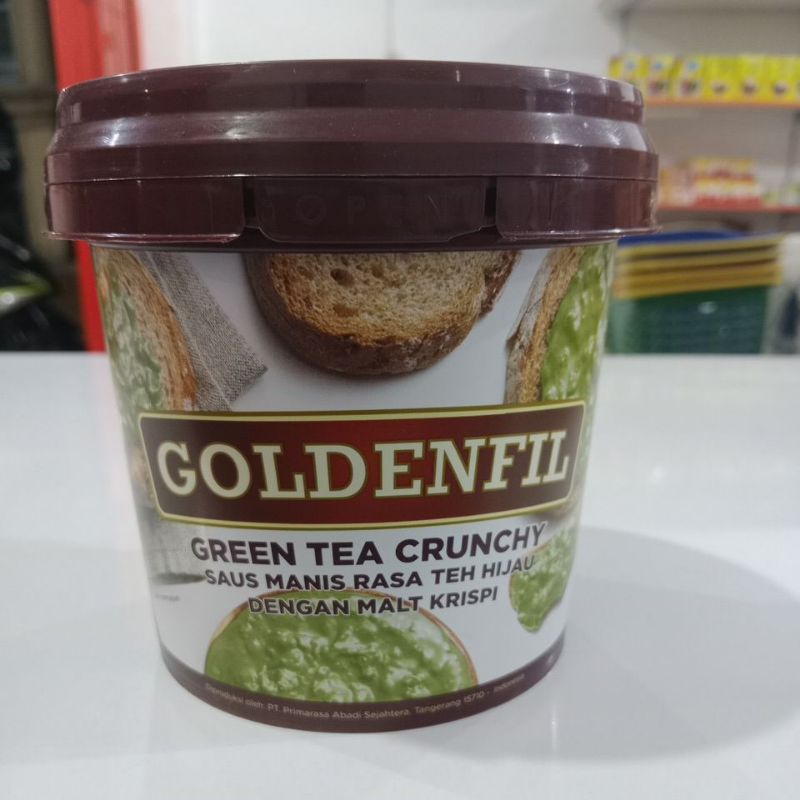 OPEN
GOLDENFIL
GREEN TEA CRUNCHY
SAUS MANIS RASA TEH HIJAU
DENGAN MALT KRISPI
Diproduksi oleh: PT. Primarasa Abadi Sejahtera, Tangerang 15710 - Indonesia